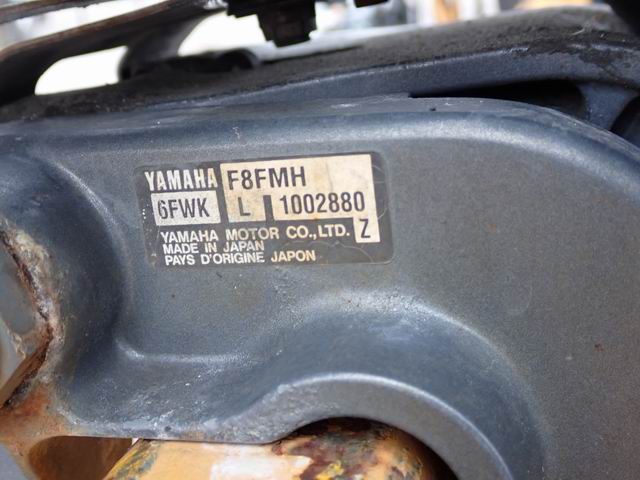 YAMAHA F8FMH
6FWK L 1002880
YAMAHA MOTOR CO.,LTD. Z
MADE IN JAPAN
PAYS D'ORIGINE JAPON